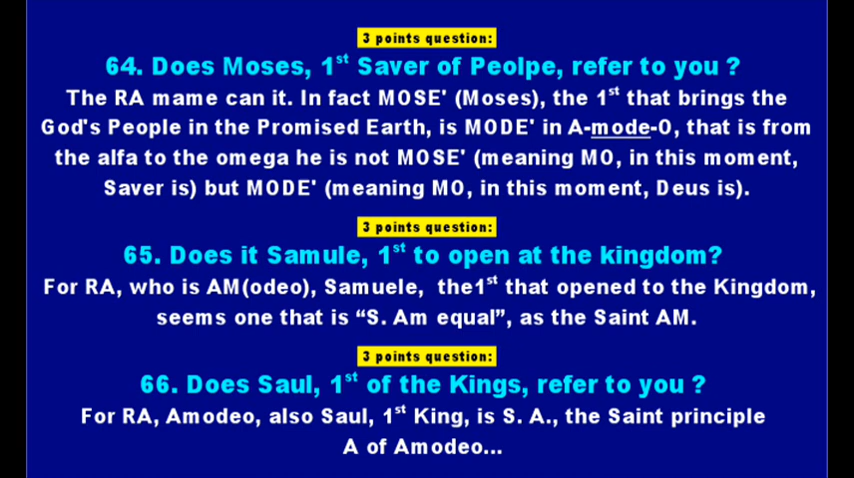 3 points question:
64. Does Moses, 1st Saver of Peolpe, refer to you ?
The RA mame can it. In fact MOSE' (Moses), the 1st that brings the
God's People in the Promised Earth, is MODE' in A-mode-O, that is from
the alfa to the omega he is not MOSE' (meaning MO, in this moment,
Saver is) but MODE' (meaning MO, in this moment, Deus is).
3 points question:
65. Does it Samule, 1st to open at the kingdom?
For RA, who is AM(odeo), Samuele, the1st that opened to the Kingdom,
seems one that is “S. Am equal”, as the Saint AM.
3 points question:
66. Does Saul, 1st of the Kings, refer to you ?
For RA, Amodeo, also Saul, 1st King, is S. A., the Saint principle
A of Amodeo...